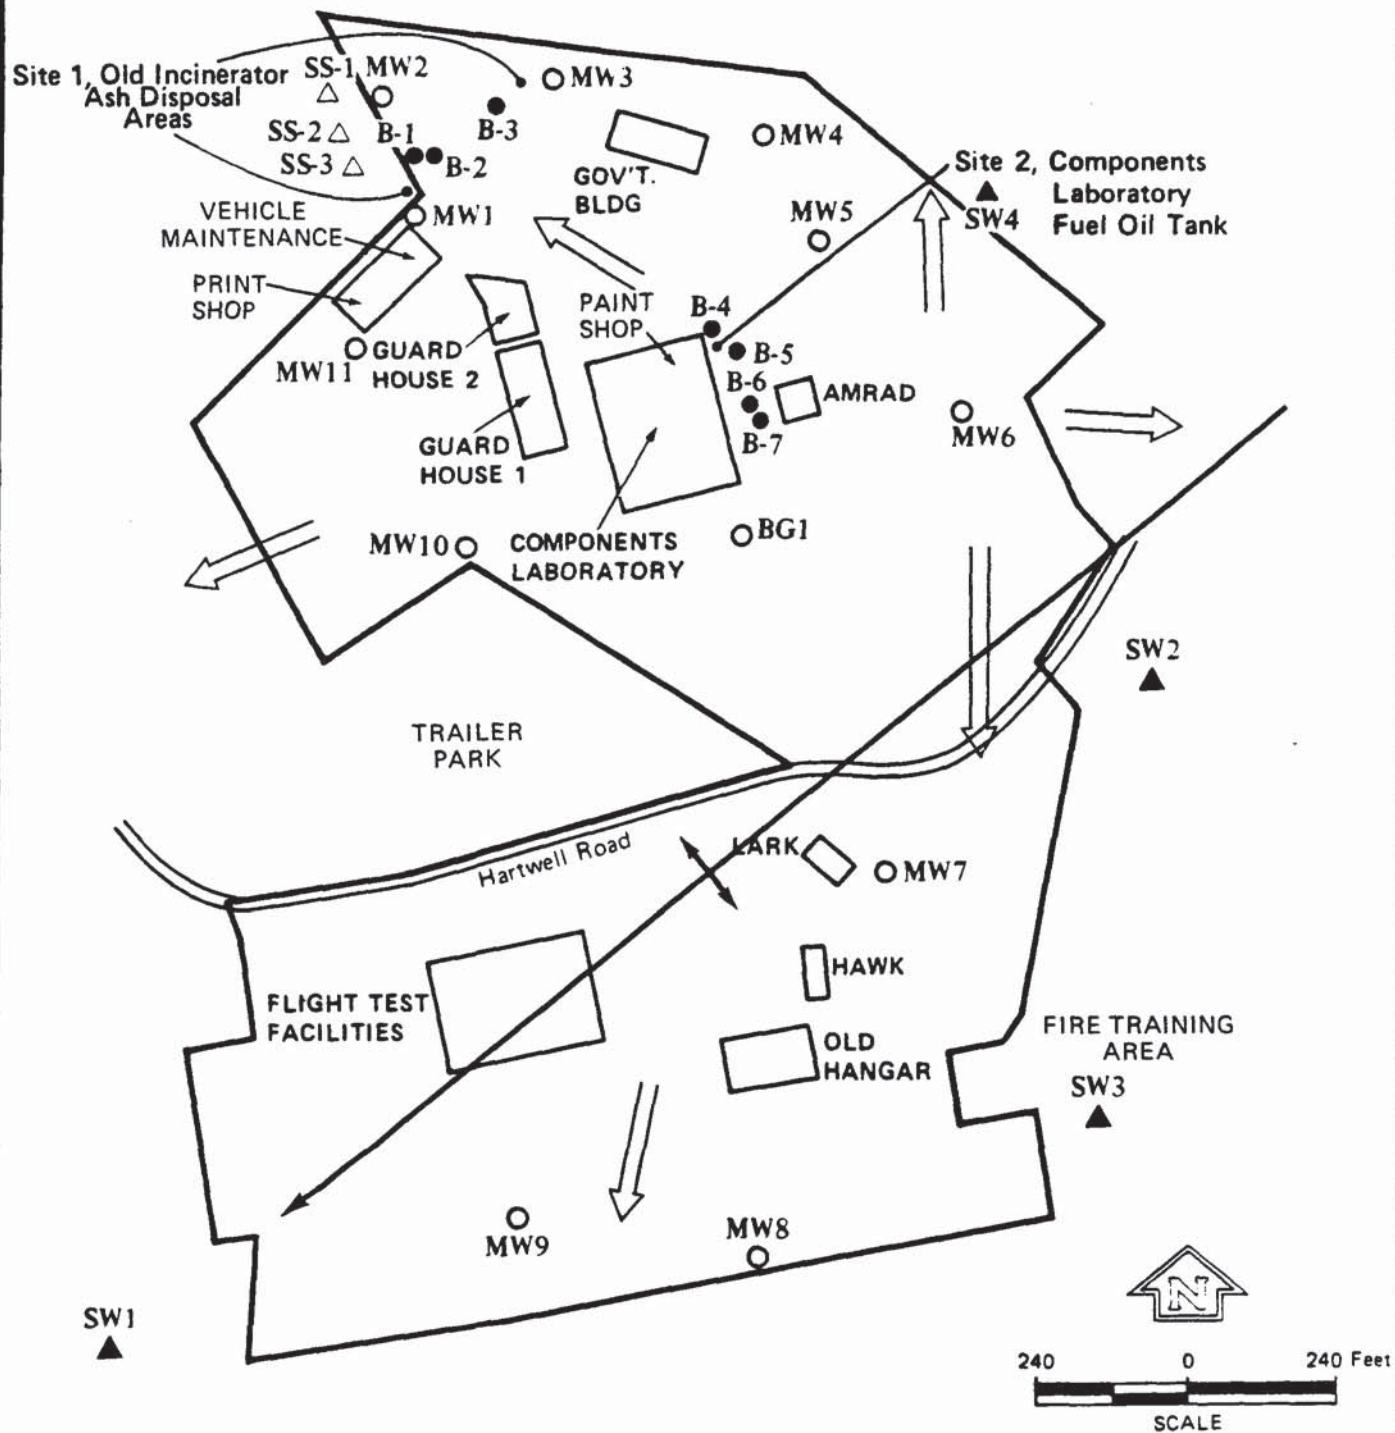 Site 1, Old Incinerator
Ash Disposal
Areas
SS-1
MW2
MW3
SS-2
B-1
B-3
MW4
SS-3
B-2
GOV'T.
BLDG
Site 2, Components
Laboratory
Fuel Oil Tank
SW4
VEHICLE
MAINTENANCE
MW1
MW5
PRINT
SHOP
PAINT
SHOP
B-4
B-5
MW11
GUARD
HOUSE 2
B-6
AMRAD
B-7
MW6
GUARD
HOUSE 1
MW10
COMPONENTS
LABORATORY
BG1
SW2
TRAILER
PARK
Hartwell Road
LARK
MW7
HAWK
FLIGHT TEST
FACILITIES
OLD
HANGAR
FIRE TRAINING
AREA
SW3
MW9
MW8
SW1
N
240 0 240 Feet
SCALE